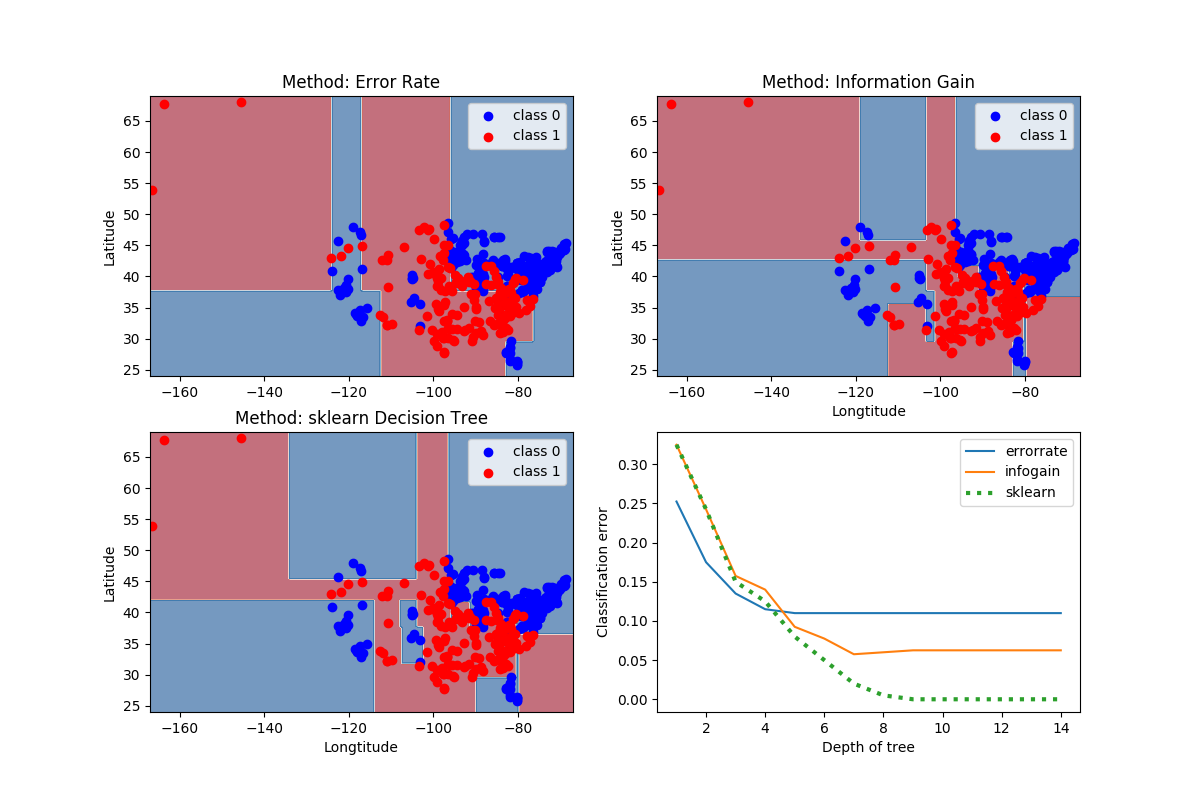 Method: Error Rate
65
60
55
50
45
40
35
30
25
Latitude
class 0
class 1
−160
−140
−120
−100
−80
Method: Information Gain
65
60
55
50
45
40
35
30
25
Latitude
class 0
class 1
−160
−140
−120
−100
−80
Longtitude
Method: sklearn Decision Tree
65
60
55
50
45
40
35
30
25
Latitude
class 0
class 1
−160
−140
−120
−100
−80
Longtitude
0.30
0.25
0.20
0.15
0.10
0.05
0.00
Classification error
errorrate
infogain
sklearn
2
4
6
8
10
12
14
Depth of tree